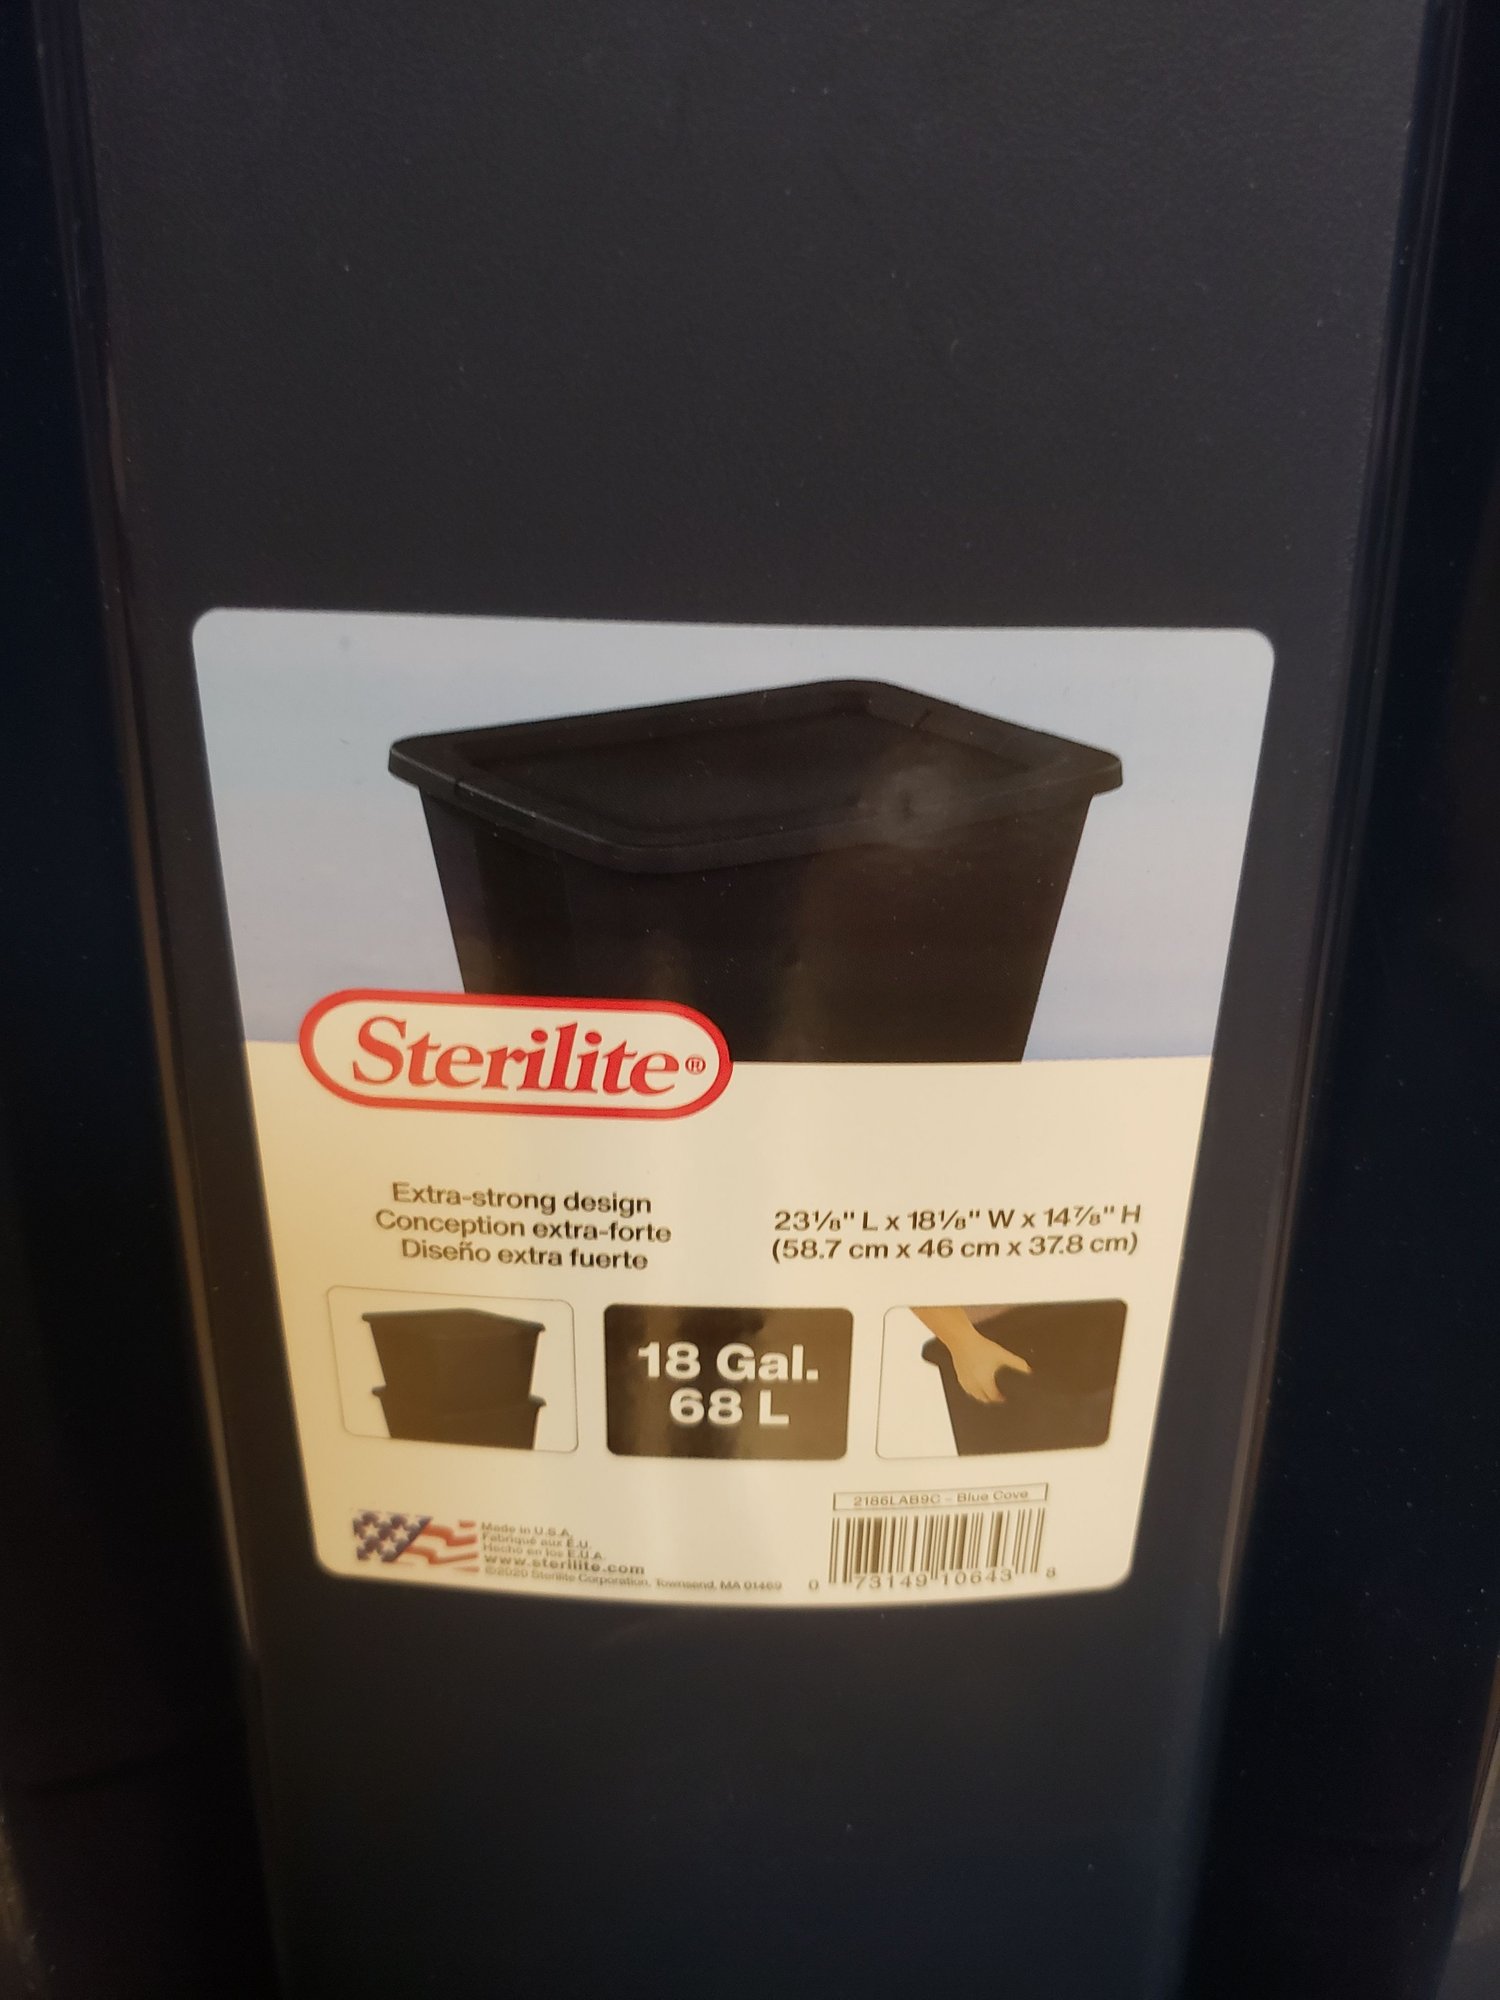 Sterilite®
Extra-strong design
Conception extra-forte
Diseño extra fuerte
23⅛" L x 18⅛" W x 14⅞" H
(58.7 cm x 46 cm x 37.8 cm)
18 Gal.
68 L
2186LAB9C - Blue Cove
Made in U.S.A.
Fabriqué aux É.U.
Hecho en los E.U.A.
www.sterilite.com
©2020 Sterilite Corporation, Townsend, MA 01469
0 73149 10643 8